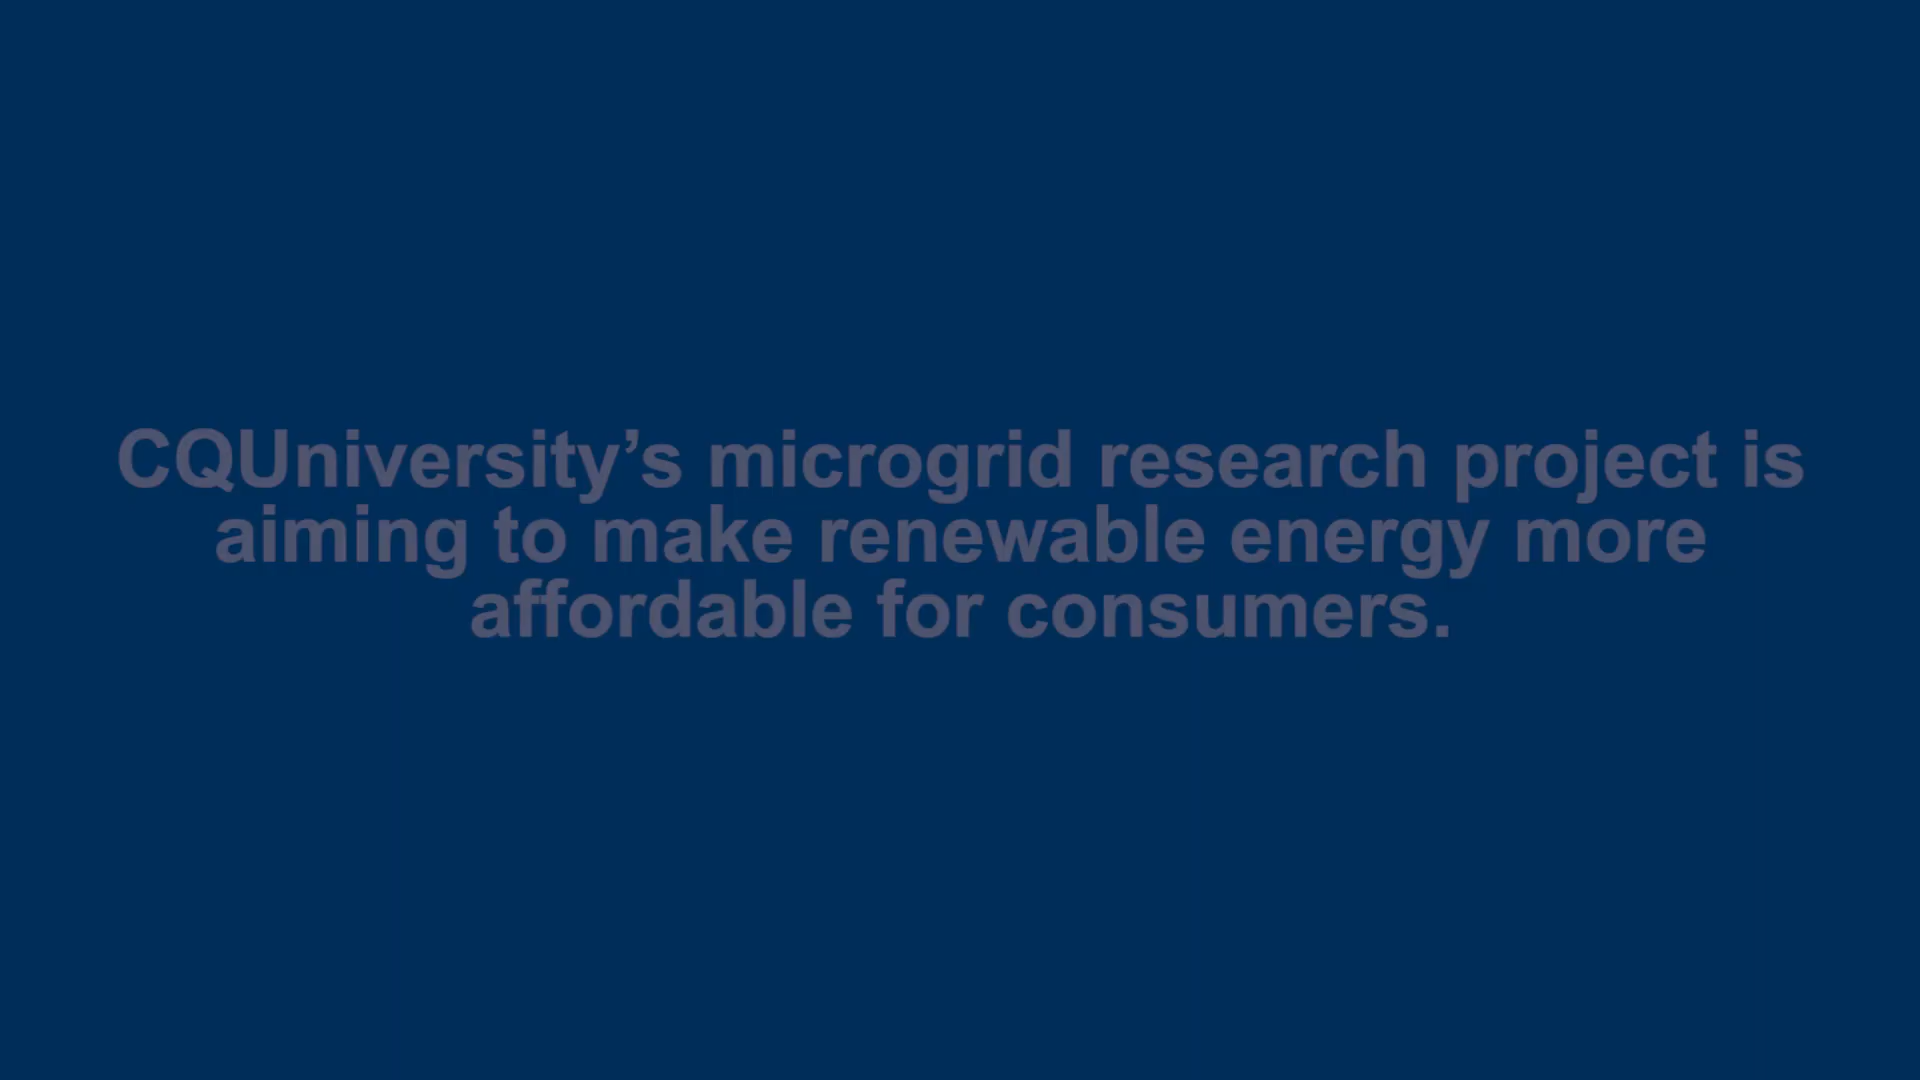 CQUniversity’s microgrid research project is
aiming to make renewable energy more
affordable for consumers.